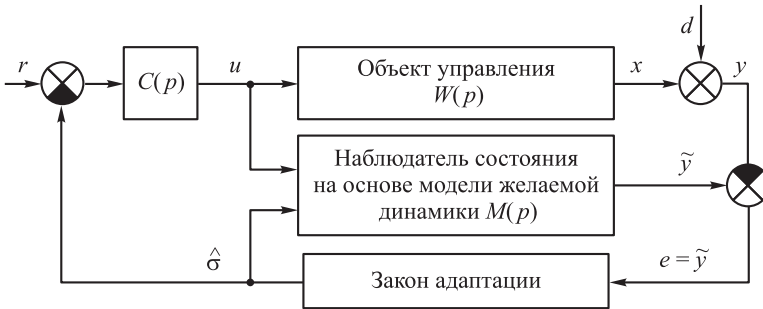 d
r
C(p)
u
Объект управления
W(p)
x
y
Наблюдатель состояния
на основе модели желаемой
динамики M(p)
ỹ
σ̂
Закон адаптации
e = ỹ